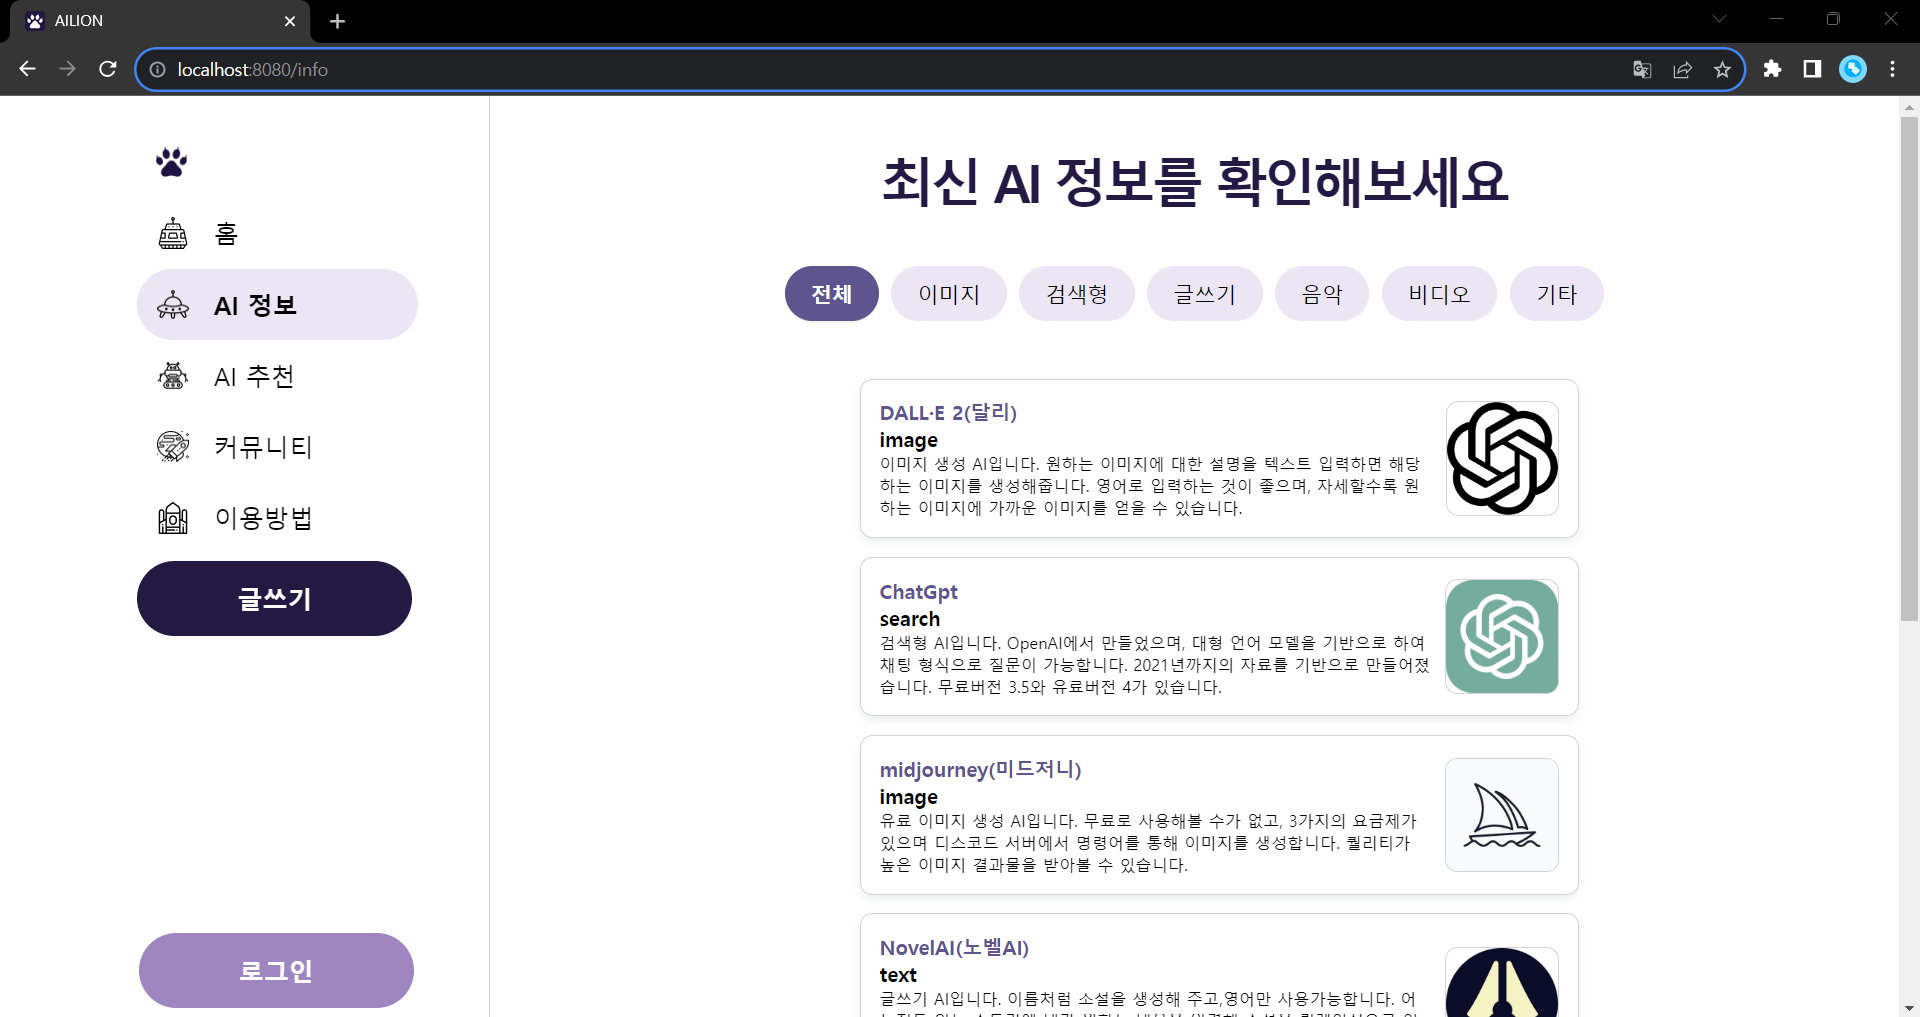 AILION
localhost:8080/info
최신 AI 정보를 확인해보세요
홈
AI 정보
AI 추천
커뮤니티
이용방법
글쓰기
로그인
전체 이미지 검색형 글쓰기 음악 비디오 기타
DALL·E 2(달리)
image
이미지 생성 AI입니다. 원하는 이미지에 대한 설명을 텍스트 입력하면 해당
하는 이미지를 생성해줍니다. 영어로 입력하는 것이 좋으며, 자세할수록 원
하는 이미지에 가까운 이미지를 얻을 수 있습니다.
ChatGpt
search
검색형 AI입니다. OpenAI에서 만들었으며, 대형 언어 모델을 기반으로 하여
채팅 형식으로 질문이 가능합니다. 2021년까지의 자료를 기반으로 만들어졌
습니다. 무료버전 3.5와 유료버전 4가 있습니다.
midjourney(미드저니)
image
유료 이미지 생성 AI입니다. 무료로 사용해볼 수가 없고, 3가지의 요금제가
있으며 디스코드 서버에서 명령어를 통해 이미지를 생성합니다. 퀄리티가
높은 이미지 결과물을 받아볼 수 있습니다.
NovelAI(노벨AI)
text
글쓰기 AI입니다. 이름처럼 소설을 생성해 주고,영어만 사용가능합니다. 어